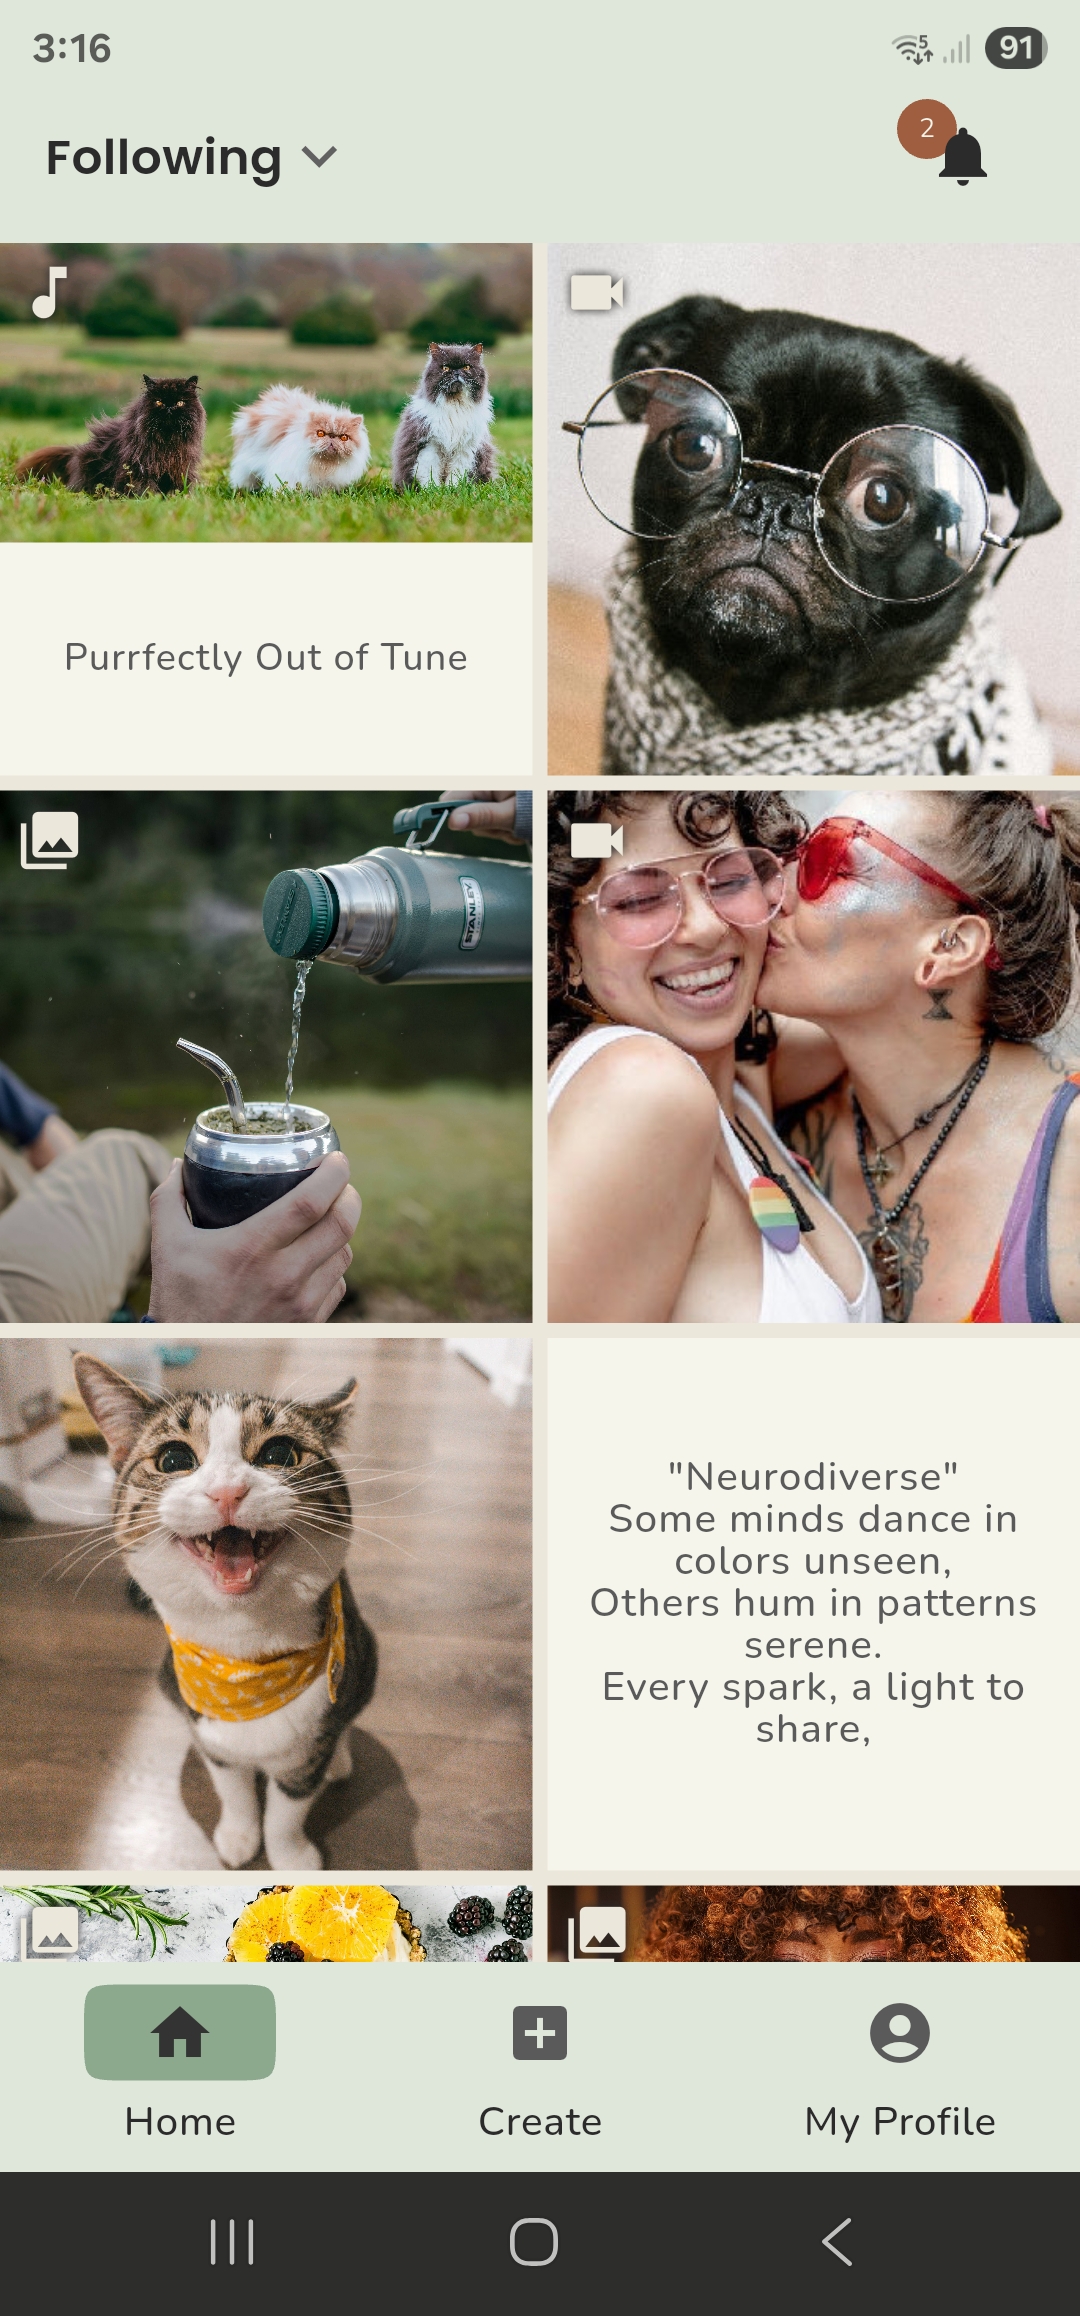 3:16
5
91
Following
2
Purrfectly Out of Tune
STANLEY
"Neurodiverse"
Some minds dance in
colors unseen,
Others hum in patterns
serene.
Every spark, a light to
share,
Home
Create
My Profile